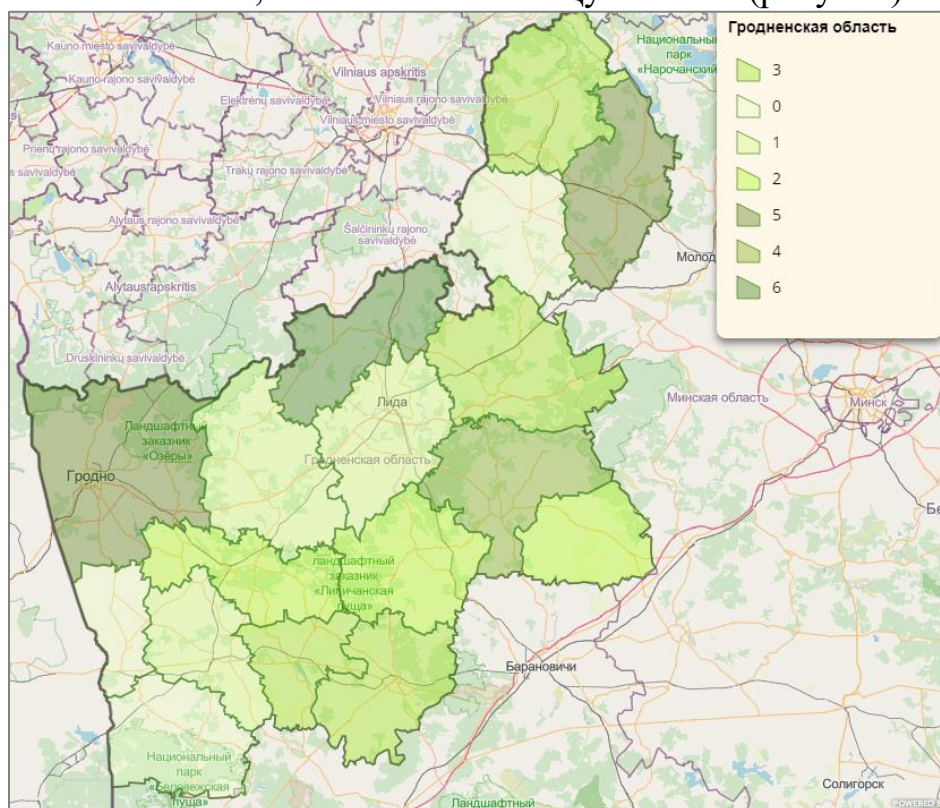 Гродненская область
3
0
1
2
5
4
6
Национальный
парк
«Нарочанский
Kauno miesto savivaldybė
Kauno rajono savivaldybė
Vilniaus apskritis
Elektrėnų savivaldybė
Vilniaus rajono savivaldybė
Vilniaus miesto savivaldybė
Prienų rajono savivaldybė
s savivaldybė
Trakų rajono savivaldybė
Alytaus rajono savivaldybė
Šalčininkų rajono
savivaldybė
Alytaus apskritis
Молод
Druskininkų savivaldybė
Минская область
Минск
Лида
Ландшафтный
заказник
«Озёры»
Гродненская область
Гродно
ландшафтный
заказник
«Липичанская
пуща»
Барановичи
Национальный
парк
«Беловежская
пуща»
Солигорск
Ландшафтный
POWERED